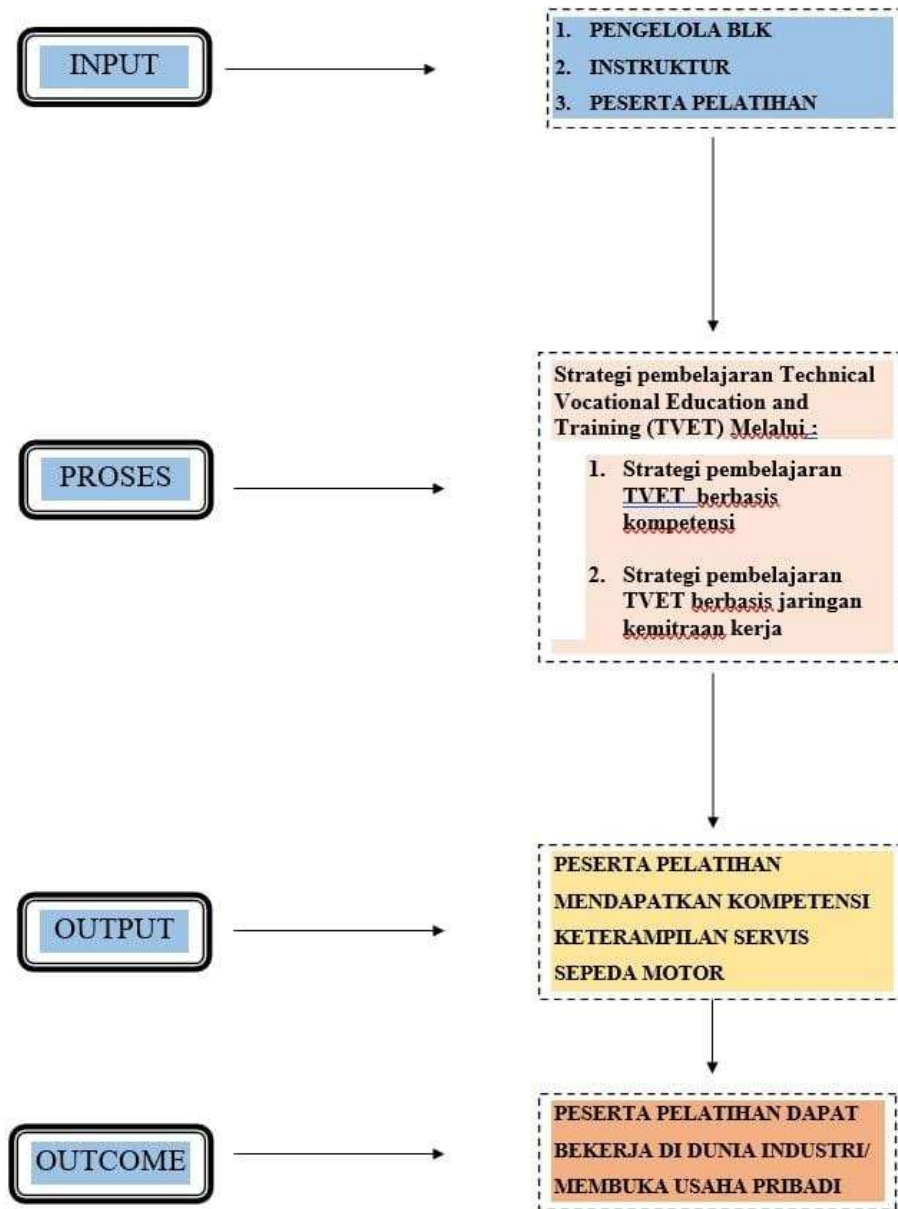 INPUT
1. PENGELOLA BLK
2. INSTRUKTUR
3. PESERTA PELATIHAN
PROSES
Strategi pembelajaran Technical
Vocational Education and
Training (TVET) Melalui :
1. Strategi pembelajaran
TVET berbasis
kompetensi
2. Strategi pembelajaran
TVET berbasis jaringan
kemitraan kerja
OUTPUT
PESERTA PELATIHAN
MENDAPATKAN KOMPETENSI
KETERAMPILAN SERVIS
SEPEDA MOTOR
OUTCOME
PESERTA PELATIHAN DAPAT
BEKERJA DI DUNIA INDUSTRI/
MEMBUKA USAHA PRIBADI